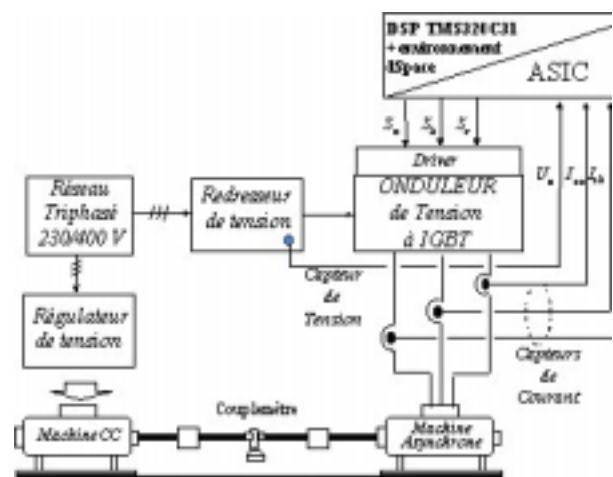 DSP TMS320C31
+ environnement
dSpace
ASIC
Driver
ONDULEUR
de Tension
à IGBT
Réseau
Triphasé
230/400 V
Redresseur
de tension
Capteur
de
Tension
Régulateur
de tension
Capteurs
de
Courant
Couplemètre
Machine CC
Machine
Asynchrone